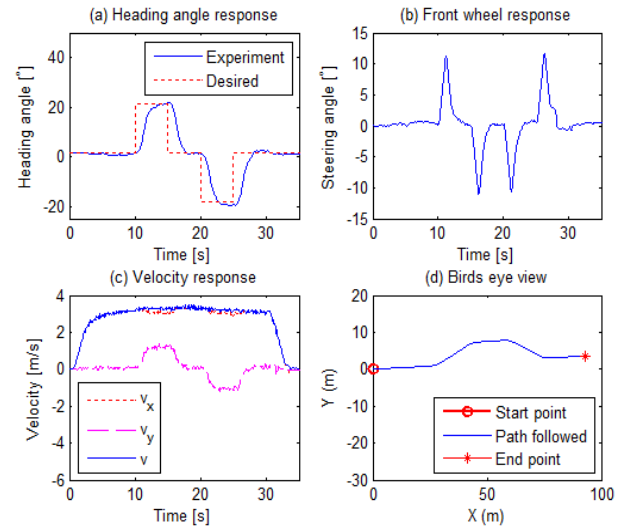 (a) Heading angle response
Heading angle [°]
40
20
0
-20
Experiment
Desired
0
10
20
30
Time [s]
(b) Front wheel response
Steering angle [°]
15
10
5
0
-5
-10
-15
0
10
20
30
Time [s]
(c) Velocity response
Velocity [m/s]
4
2
0
-2
-4
-6
v_x
v_y
v
0
10
20
30
Time [s]
(d) Birds eye view
Y (m)
20
10
0
-10
-20
-30
Start point
Path followed
End point
0
50
100
X (m)